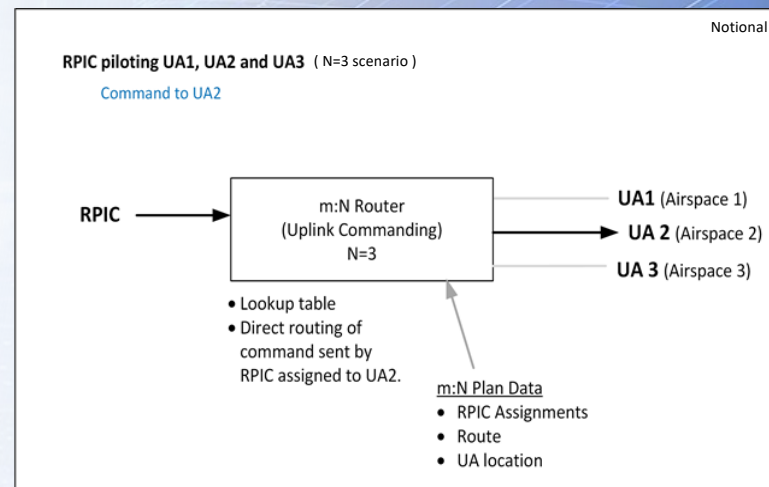 Notional
RPIC piloting UA1, UA2 and UA3 ( N=3 scenario )
Command to UA2
RPIC
m:N Router
(Uplink Commanding)
N=3
UA1 (Airspace 1)
UA 2 (Airspace 2)
UA 3 (Airspace 3)
• Lookup table
• Direct routing of
command sent by
RPIC assigned to UA2.
m:N Plan Data
• RPIC Assignments
• Route
• UA location